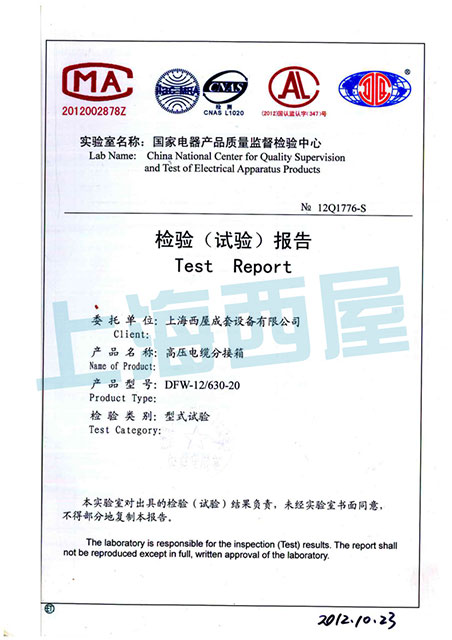 MA
2012002878Z
ilac-MRA
CNAS
检测
CNAS L1020
AL
(2012)国认监认字(347)号
®
实验室名称：国家电器产品质量监督检验中心
Lab Name: China National Center for Quality Supervision
and Test of Electrical Apparatus Products
№ 12Q1776-S
检验（试验）报告
Test Report
上海西屋
委托单位：上海西屋成套设备有限公司
Client:
产品名称：高压电缆分接箱
Name of Product:
产品型号：DFW-12/630-20
Product Type:
检验类别：型式试验
Test Category:
本实验室对出具的检验（试验）结果负责，未经实验室书面同意，
不得部分地复制本报告。
The laboratory is responsible for the inspection (Test) results. The report shall
not be reproduced except in full, written approval of the laboratory.
2012.10.23